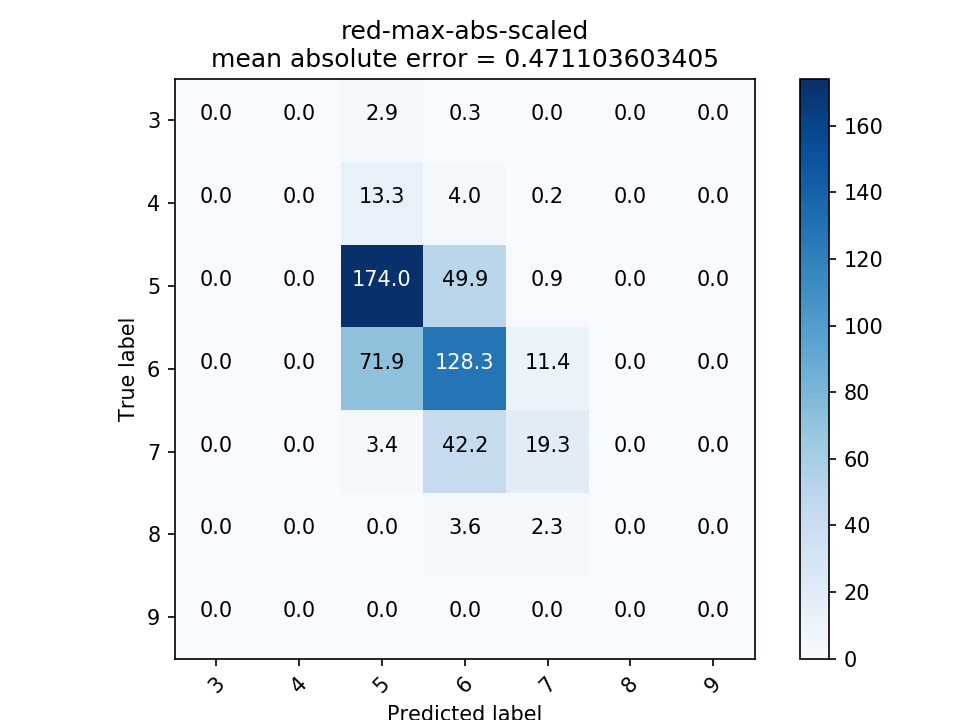 red-max-abs-scaled
mean absolute error = 0.471103603405
3 0.0 0.0 2.9 0.3 0.0 0.0 0.0
4 0.0 0.0 13.3 4.0 0.2 0.0 0.0
5 0.0 0.0 174.0 49.9 0.9 0.0 0.0
6 0.0 0.0 71.9 128.3 11.4 0.0 0.0
7 0.0 0.0 3.4 42.2 19.3 0.0 0.0
8 0.0 0.0 0.0 3.6 2.3 0.0 0.0
9 0.0 0.0 0.0 0.0 0.0 0.0 0.0
True label
3 4 5 6 7 8 9
Predicted label
160
140
120
100
80
60
40
20
0